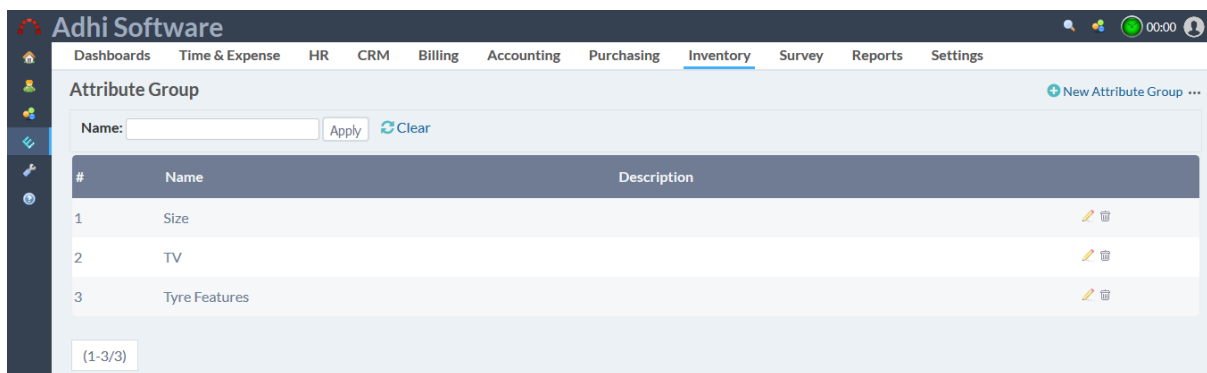 Adhi Software
00:00
Dashboards Time & Expense HR CRM Billing Accounting Purchasing Inventory Survey Reports Settings
Attribute Group
New Attribute Group ...
Name: Apply Clear
# Name Description
1 Size
2 TV
3 Tyre Features
(1-3/3)